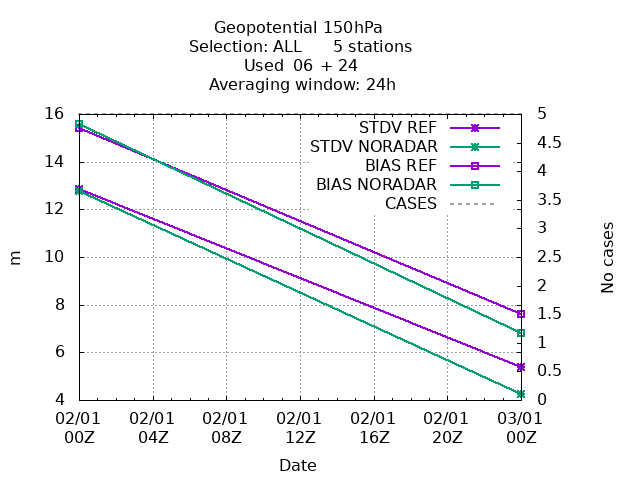 Geopotential 150hPa
Selection: ALL 5 stations
Used 06 + 24
Averaging window: 24h
16
14
12
10
8
6
4
m
5
4.5
4
3.5
3
2.5
2
1.5
1
0.5
0
No cases
STDV REF
STDV NORADAR
BIAS REF
BIAS NORADAR
CASES
02/01 02/01 02/01 02/01 02/01 02/01 03/01
00Z 04Z 08Z 12Z 16Z 20Z 00Z
Date